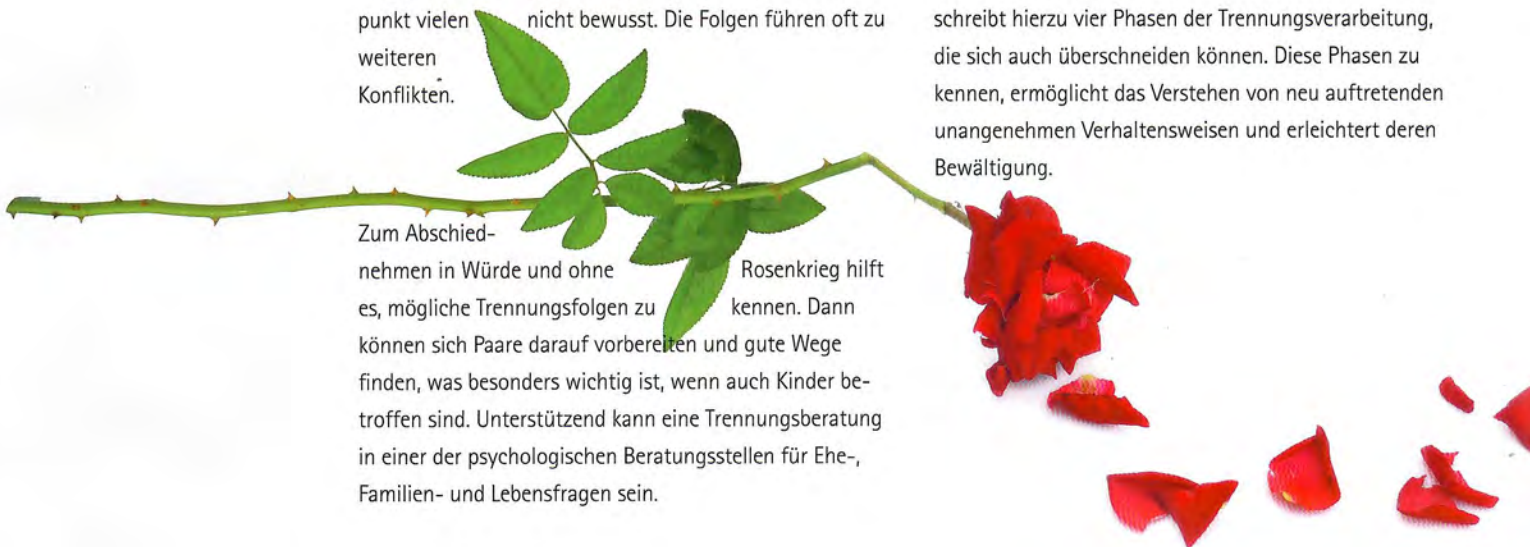 punkt vielen nicht bewusst. Die Folgen führen oft zu
weiteren
Konflikten.
Zum Abschied-
nehmen in Würde und ohne Rosenkrieg hilft
es, mögliche Trennungsfolgen zu kennen. Dann
können sich Paare darauf vorbereiten und gute Wege
finden, was besonders wichtig ist, wenn auch Kinder be-
troffen sind. Unterstützend kann eine Trennungsberatung
in einer der psychologischen Beratungsstellen für Ehe-,
Familien- und Lebensfragen sein.
schreibt hierzu vier Phasen der Trennungsverarbeitung,
die sich auch überschneiden können. Diese Phasen zu
kennen, ermöglicht das Verstehen von neu auftretenden
unangenehmen Verhaltensweisen und erleichtert deren
Bewältigung.